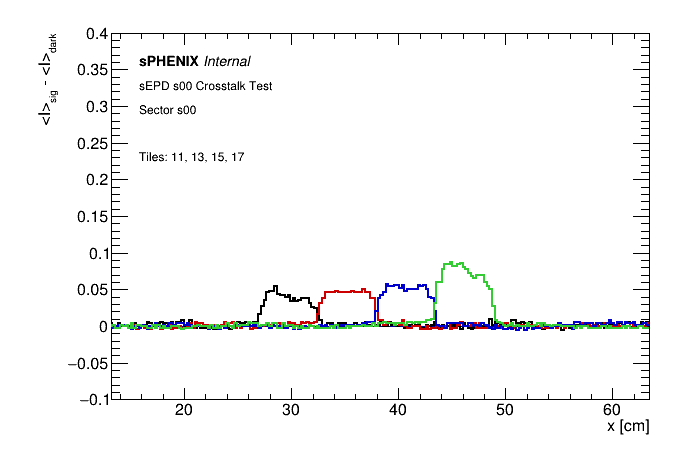 0.4
<I>sig - <I>dark
0.35
sPHENIX Internal
sEPD s00 Crosstalk Test
0.3
Sector s00
0.25
Tiles: 11, 13, 15, 17
0.2
0.15
0.1
0.05
0
−0.05
−0.1
20 30 40 50 60
x [cm]